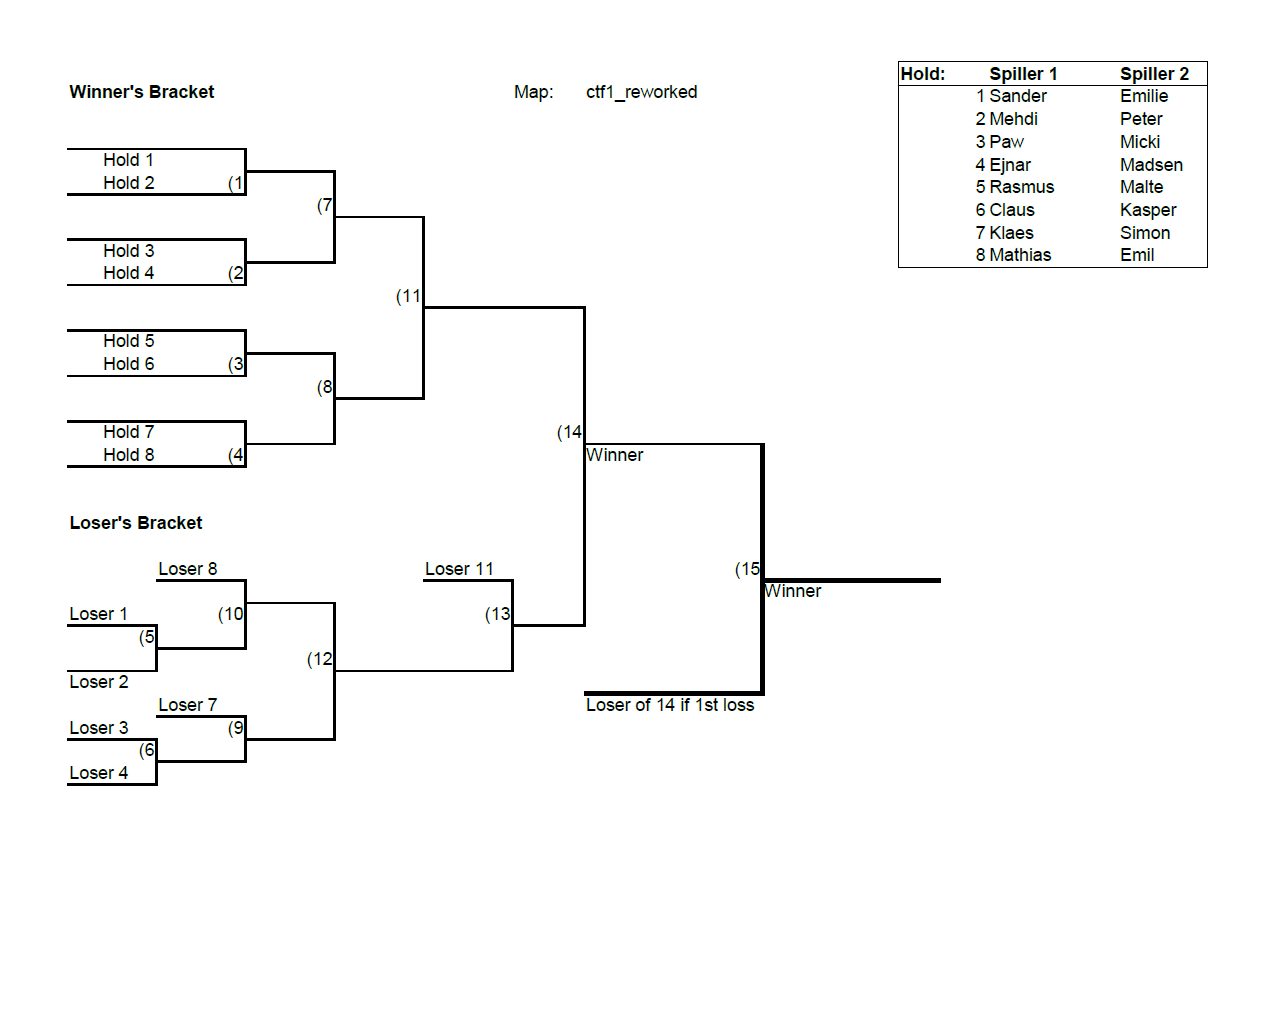 Winner's Bracket
Map: ctf1_reworked
Hold: Spiller 1 Spiller 2
1 Sander Emilie
2 Mehdi Peter
3 Paw Micki
4 Ejnar Madsen
5 Rasmus Malte
6 Claus Kasper
7 Klaes Simon
8 Mathias Emil
Hold 1
Hold 2 (1
(7
Hold 3
Hold 4 (2
(11
Hold 5
Hold 6 (3
(8
Hold 7
Hold 8 (4
(14
Winner
Loser's Bracket
Loser 8
Loser 1
(10
(5
Loser 2
(12
Loser 7
Loser 3
(9
(6
Loser 4
Loser 11
(13
(15
Winner
Loser of 14 if 1st loss